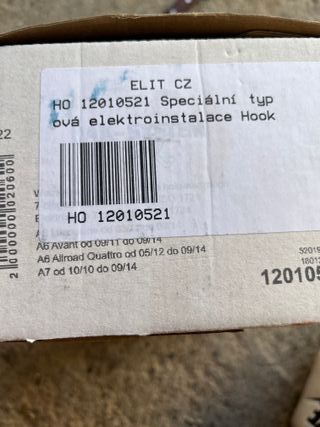 ELIT CZ
HO 12010521 Speciální typ
ová elektroinstalace Hook
HO 12010521
22
2000000020600
A6 Avant od 09/11 do 09/14
A6 Allroad Quattro od 05/12 do 09/14
A7 od 10/10 do 09/14